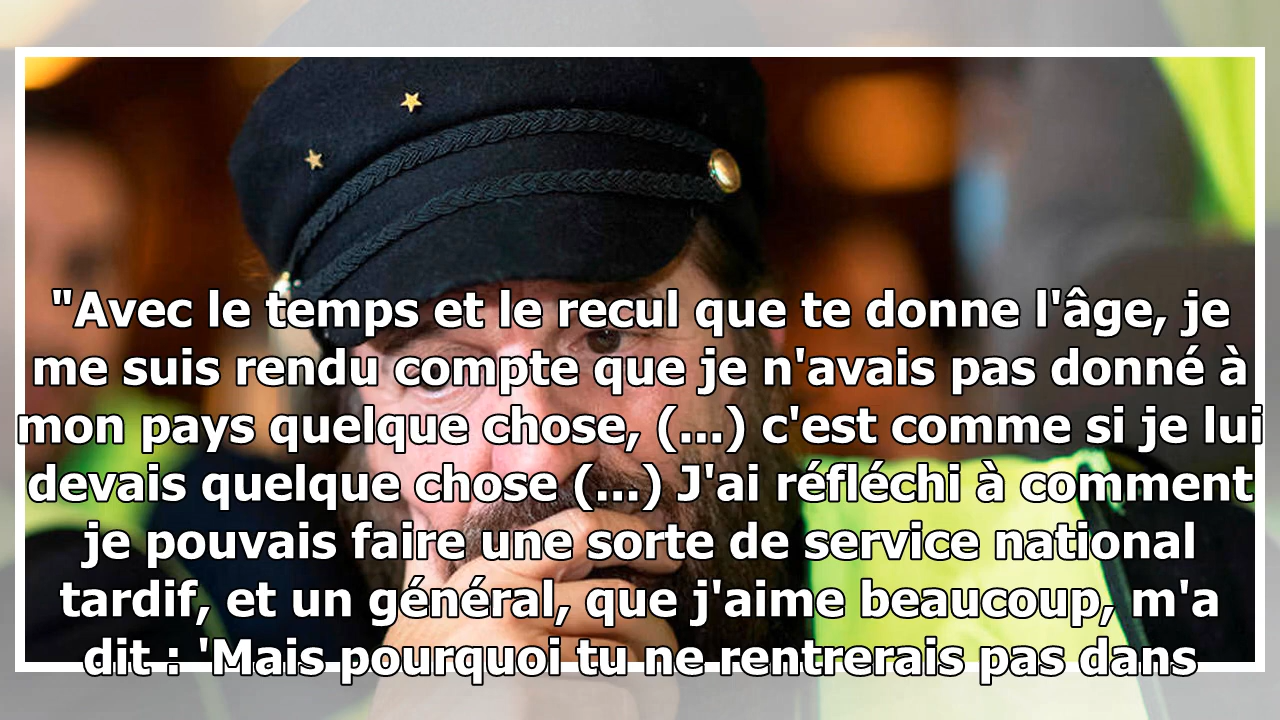 "Avec le temps et le recul que te donne l'âge, je
me suis rendu compte que je n'avais pas donné à
mon pays quelque chose, (...) c'est comme si je lui
devais quelque chose (...) J'ai réfléchi à comment
je pouvais faire une sorte de service national
tardif, et un général, que j'aime beaucoup, m'a
dit : 'Mais pourquoi tu ne rentrerais pas dans